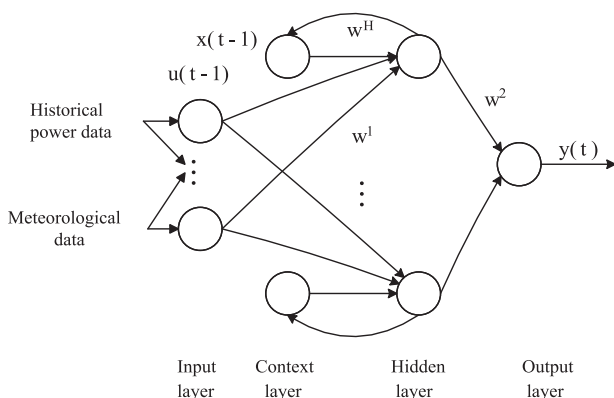 x(t-1)
w^H
u(t-1)
Historical
power data
w^1
w^2
y(t)
Meteorological
data
Input
layer
Context
layer
Hidden
layer
Output
layer